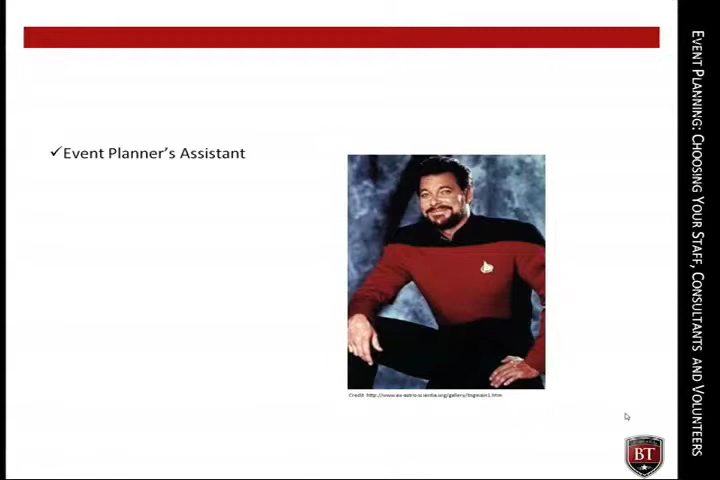 ✓Event Planner's Assistant
EVENT PLANNING: CHOOSING YOUR STAFF, CONSULTANTS AND VOLUNTEERS
BT